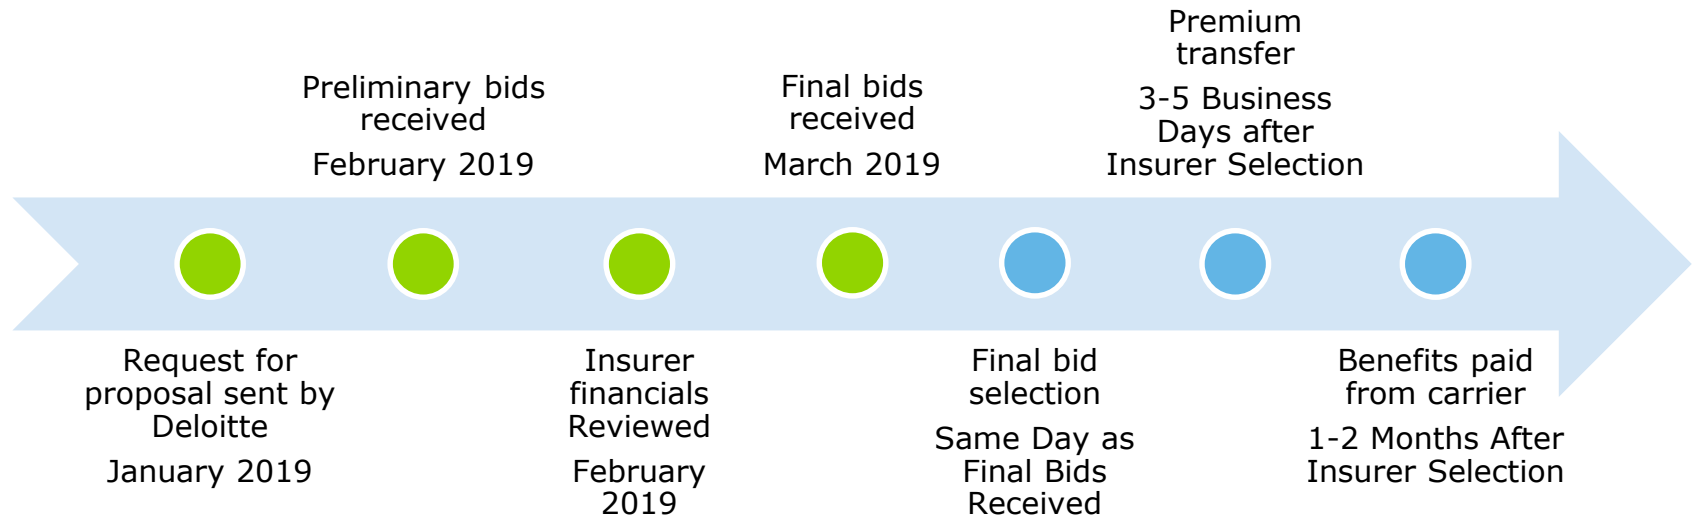 Request for
proposal sent by
Deloitte
January 2019
Preliminary bids
received
February 2019
Insurer
financials
Reviewed
February
2019
Final bids
received
March 2019
Final bid
selection
Same Day as
Final Bids
Received
Premium
transfer
3-5 Business
Days after
Insurer Selection
Benefits paid
from carrier
1-2 Months After
Insurer Selection